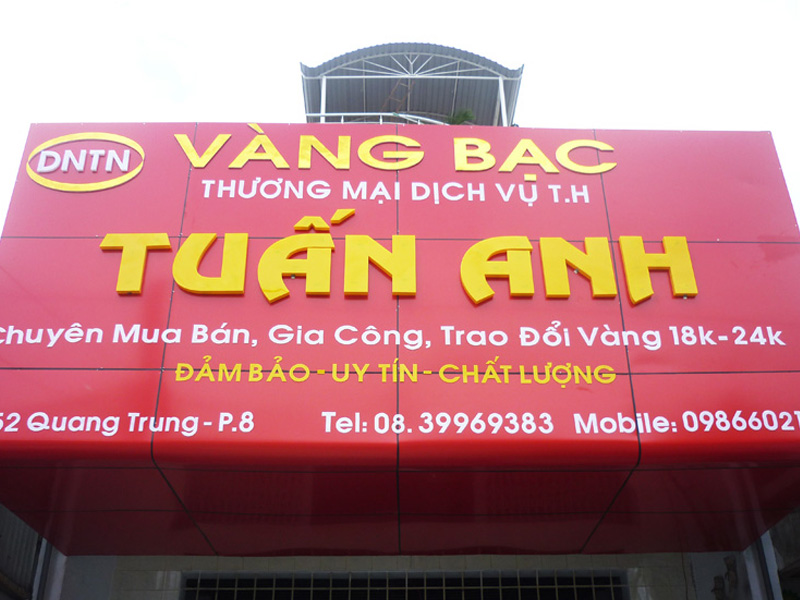 DNTN VÀNG BẠC
THƯƠNG MẠI DỊCH VỤ T.H
TUẤN ANH
Chuyên Mua Bán, Gia Công, Trao Đổi Vàng 18k-24k
ĐẢM BẢO - UY TÍN - CHẤT LƯỢNG
Quang Trung - P.8 Tel: 08. 39969383 Mobile: